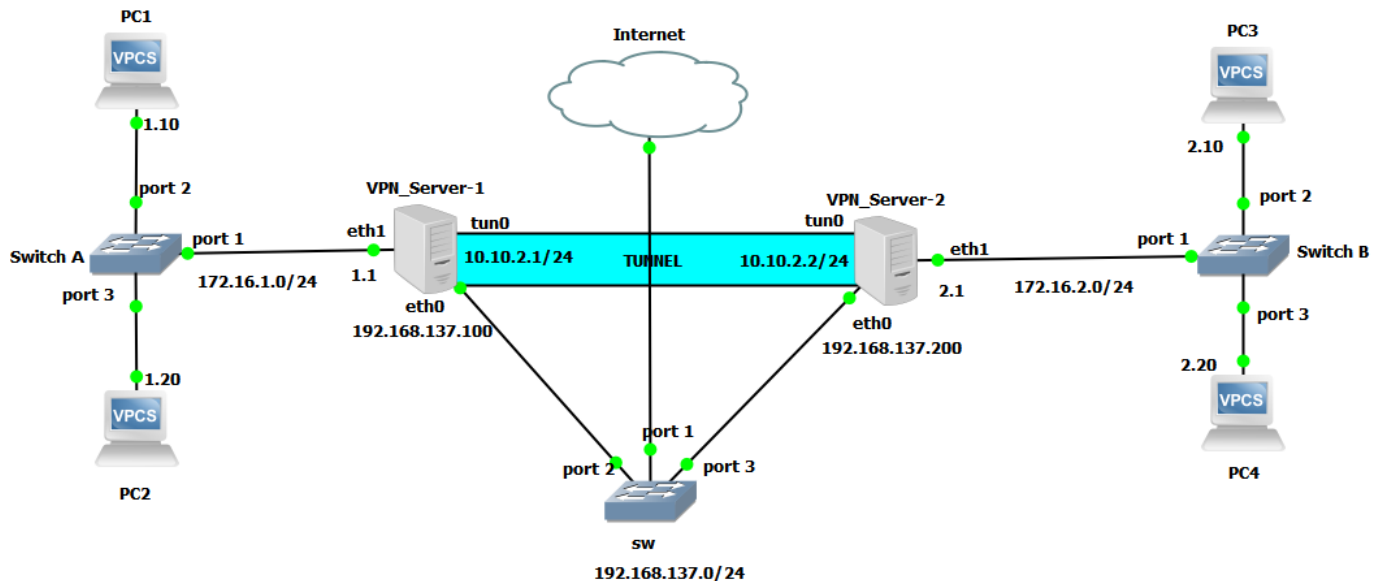 PC1
VPCS
1.10
port 2
Switch A
port 1
port 3
172.16.1.0/24
1.20
VPCS
PC2
Internet
VPN_Server-1
eth1
1.1
tun0
10.10.2.1/24
eth0
192.168.137.100
TUNNEL
VPN_Server-2
tun0
10.10.2.2/24
eth1
2.1
eth0
192.168.137.200
port 1
port 2
port 3
sw
192.168.137.0/24
PC3
VPCS
2.10
port 2
port 1
Switch B
172.16.2.0/24
port 3
2.20
VPCS
PC4